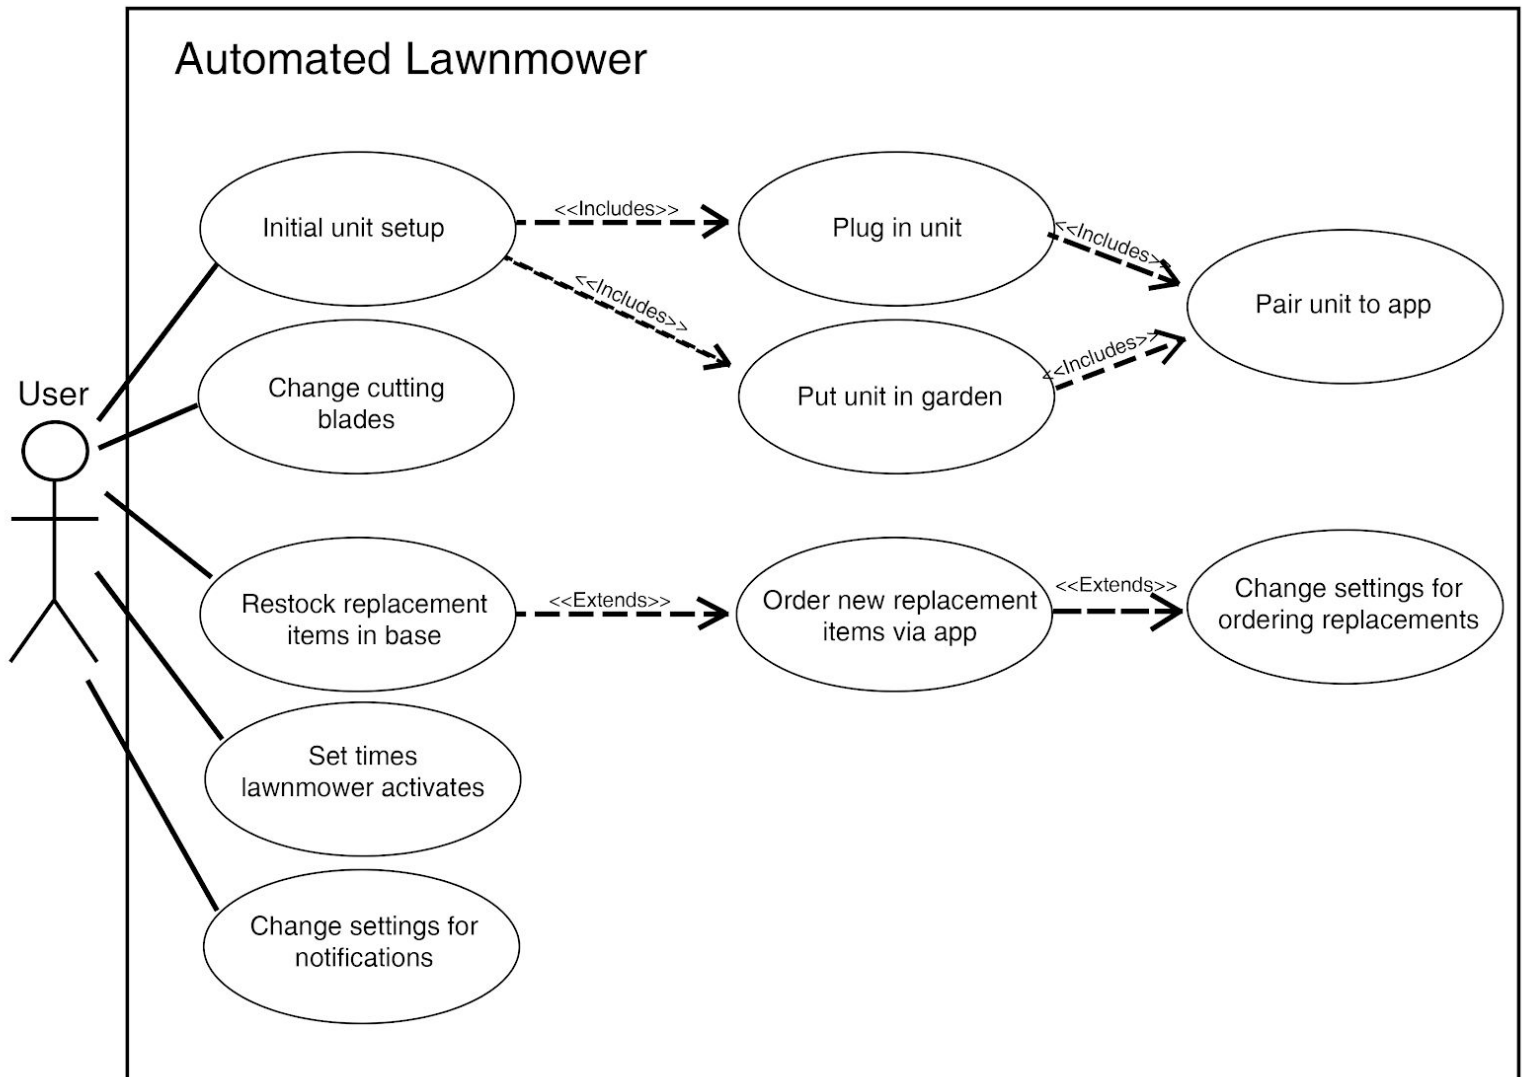 Automated Lawnmower
Initial unit setup
<<Includes>>
Plug in unit
<<Includes>>
Pair unit to app
<<Includes>>
<<Includes>>
Put unit in garden
Change cutting
blades
User
Restock replacement
items in base
<<Extends>>
Order new replacement
items via app
<<Extends>>
Change settings for
ordering replacements
Set times
lawnmower activates
Change settings for
notifications